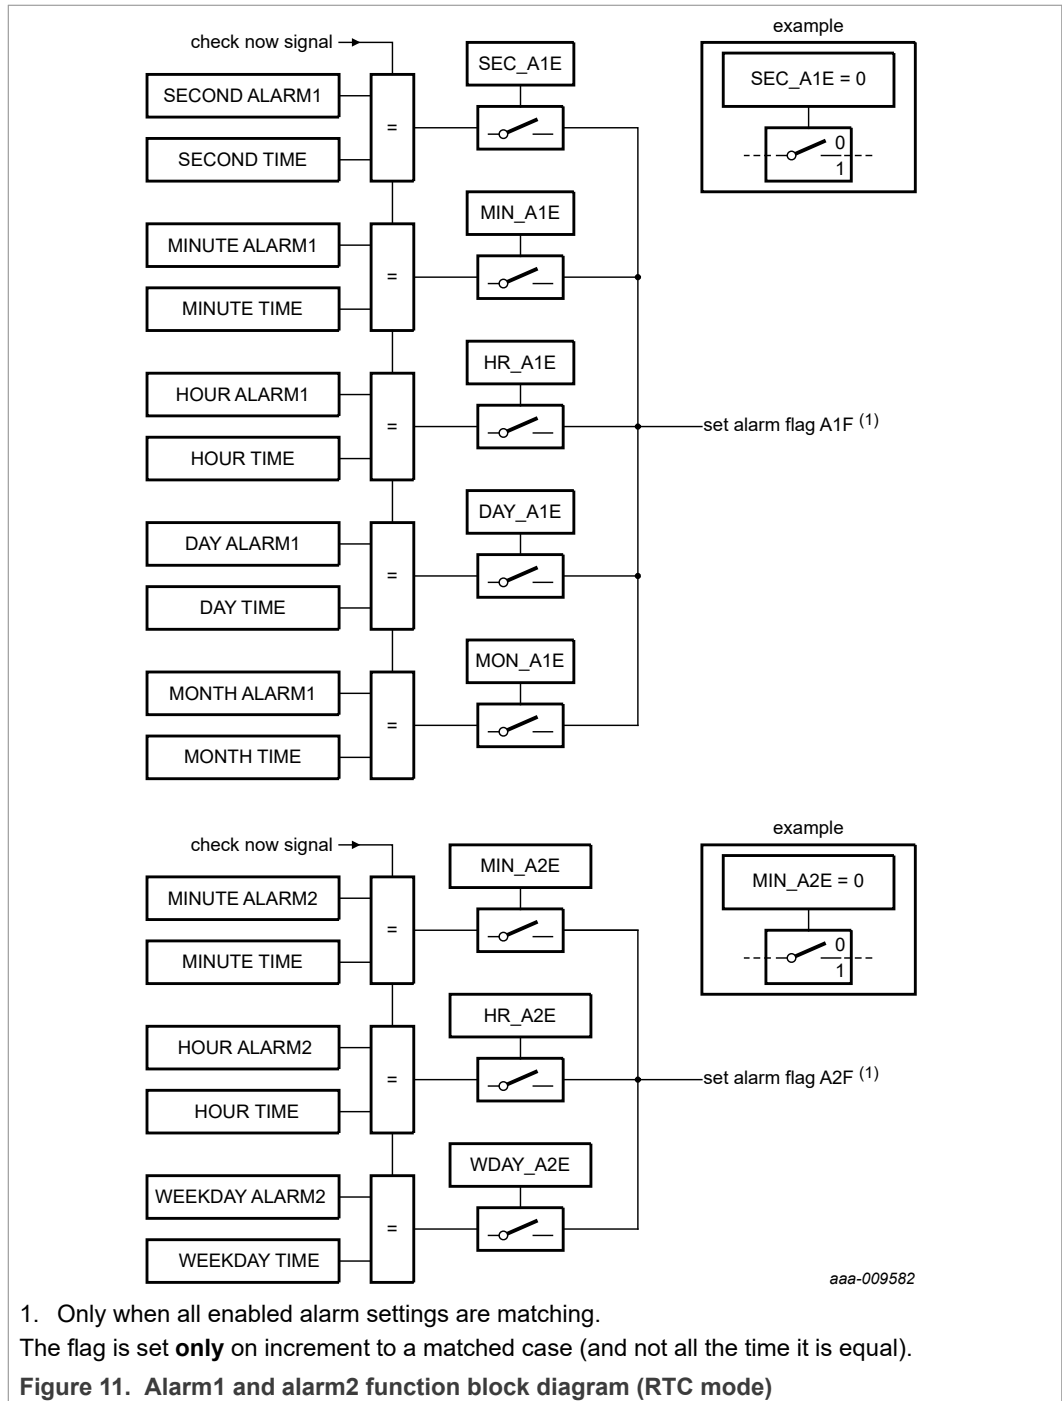 example
check now signal
SEC_A1E
SEC_A1E = 0
SECOND ALARM1
=
0
1
SECOND TIME
MIN_A1E
MINUTE ALARM1
=
MINUTE TIME
HR_A1E
HOUR ALARM1
=
set alarm flag A1F (1)
HOUR TIME
DAY_A1E
DAY ALARM1
=
DAY TIME
MON_A1E
MONTH ALARM1
=
MONTH TIME
example
check now signal
MIN_A2E
MIN_A2E = 0
MINUTE ALARM2
=
0
1
MINUTE TIME
HR_A2E
HOUR ALARM2
=
set alarm flag A2F (1)
HOUR TIME
WDAY_A2E
WEEKDAY ALARM2
=
WEEKDAY TIME
aaa-009582
1. Only when all enabled alarm settings are matching.
The flag is set only on increment to a matched case (and not all the time it is equal).
Figure 11. Alarm1 and alarm2 function block diagram (RTC mode)